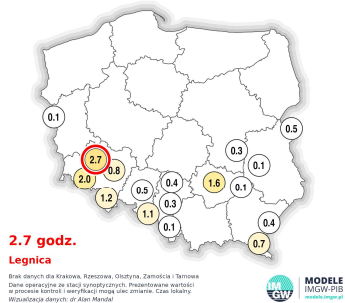 0.1
0.5
0.3
2.7
0.1
0.8
2.0
0.4
1.6
0.5
0.1
1.2
0.3
1.1
0.4
0.1
0.7
2.7 godz.
Legnica
Brak danych dla Krakowa, Rzeszowa, Olsztyna, Zamościa i Tarnowa
Dane operacyjne ze stacji synoptycznych. Prezentowane wartości
w procesie kontroli i weryfikacji mogą ulec zmianie. Czas lokalny.
Wizualizacja danych: dr Alan Mandal
IM
GW
MODELE
IMGW-PIB
modele.imgw.pl